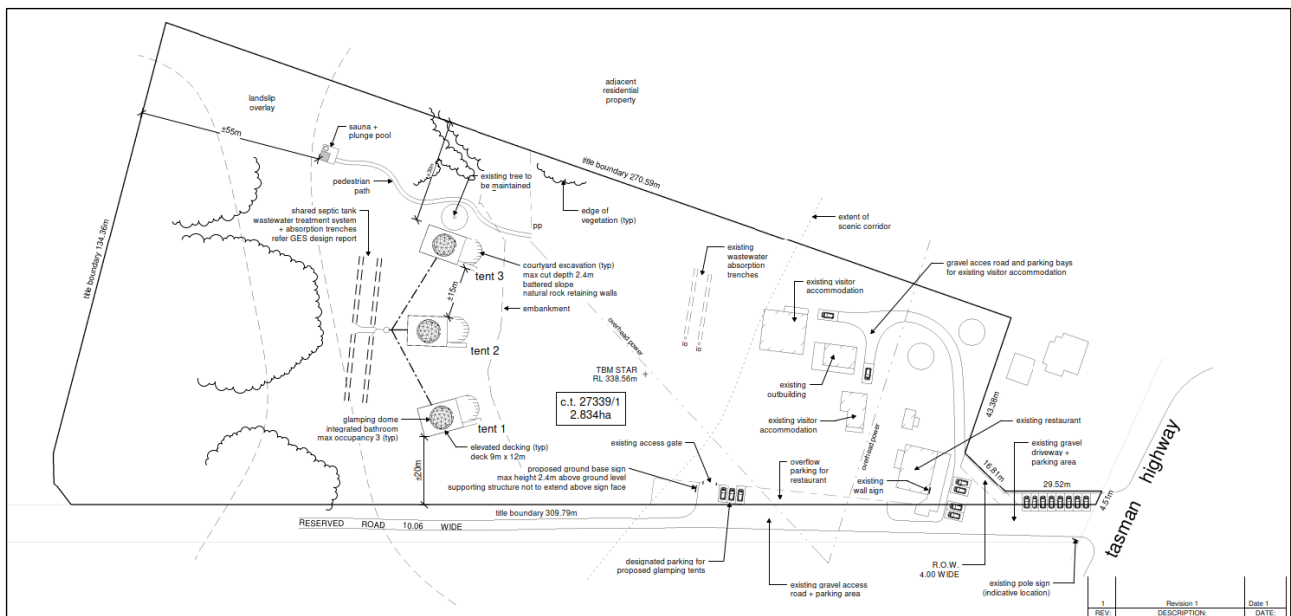 adjacent
residential
property
landslip
overlay
sauna +
plunge pool
±55m
pedestrian
path
existing tree to
be maintained
title boundary 270.59m
edge of
vegetation (typ)
pp
extent of
scenic corridor
shared septic tank
wastewater treatment system
+ absorption trenches
refer GES design report
title boundary 134.36m
courtyard excavation (typ)
max cut depth 2.4m
battered slope
natural rock retaining walls
tent 3
±15m
embankment
existing
wastewater
absorption
trenches
gravel acces road and parking bays
for existing visitor accommodation
existing visitor
accommodation
overhead power
tent 2
TBM STAR
RL 338.56m
existing
outbuilding
c.t. 27339/1
2.834ha
glamping dome
integrated bathroom
max occupancy 3 (typ)
tent 1
existing visitor
accommodation
43.38m
existing restaurant
elevated decking (typ)
deck 9m x 12m
±20m
existing access gate
overhead power
existing gravel
driveway +
parking area
proposed ground base sign
max height 2.4m above ground level
supporting structure not to extend above sign face
overflow
parking for
restaurant
existing
wall sign
16.81m
29.52m
4.51m
tasman highway
title boundary 309.79m
RESERVED ROAD 10.06 WIDE
designated parking for
proposed glamping tents
existing gravel access
road + parking area
R.O.W.
4.00 WIDE
existing pole sign
(indicative location)
1 Revision 1 Date 1
REV: DESCRIPTION: DATE: